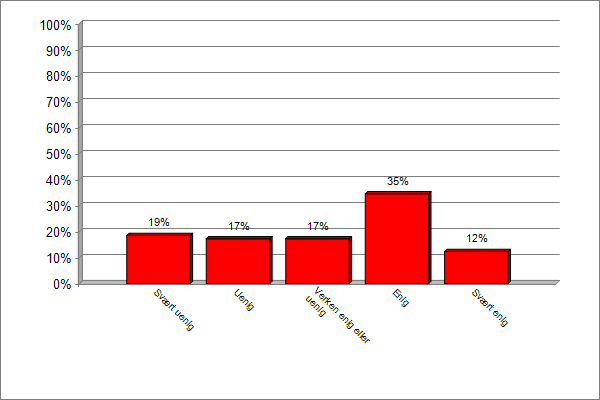 100%
90%
80%
70%
60%
50%
40%
30%
20%
10%
0%
19%
17%
17%
35%
12%
Svært uenig
Uenig
Verken enig eller
uenig
Enig
Svært enig